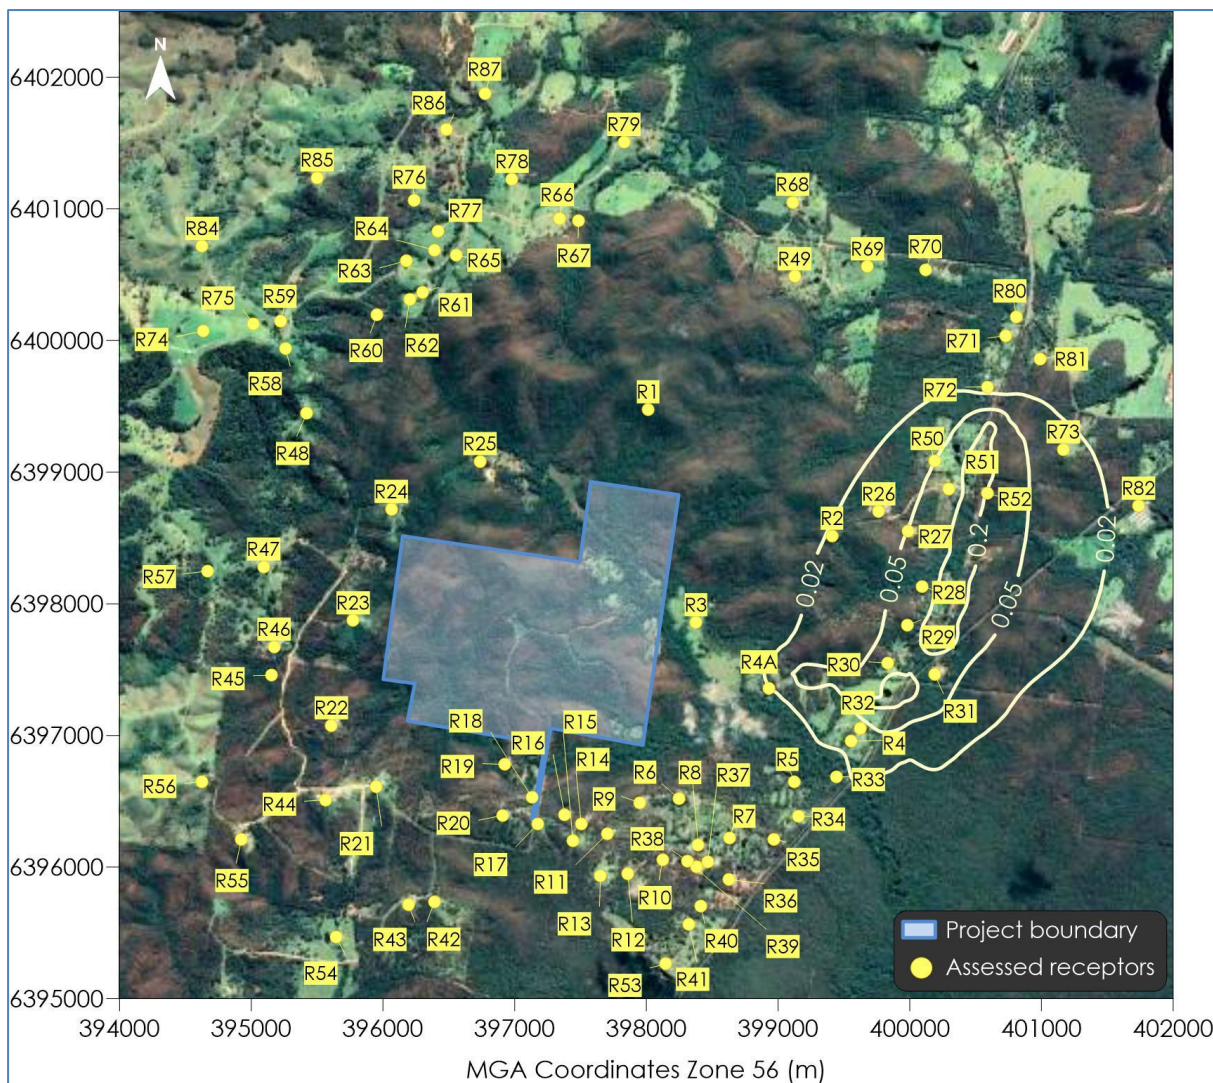 N
6402000
6401000
6400000
6399000
6398000
6397000
6396000
6395000
R87
R86
R79
R85
R76
R78
R66
R68
R77
R64
R84
R63
R65
R67
R49
R69
R70
R75
R59
R61
R80
R74
R60
R62
R71
R81
R58
R72
R1
R73
R48
R25
R50
R51
R24
R26
R52
R82
R2
R27
0.2
0.02
0.02
0.05
0.05
R47
R57
R23
R3
R28
R46
R29
R45
R4A
R30
R22
R32
R31
R18
R15
R16
R14
R4
R19
R5
R37
R8
R6
R33
R56
R9
R7
R44
R20
R38
R34
R21
R17
R11
R35
R55
R10
R36
R13
R43
R42
R12
R40
R39
R54
R53
R41
Project boundary
Assessed receptors
394000 395000 396000 397000 398000 399000 400000 401000 402000
MGA Coordinates Zone 56 (m)